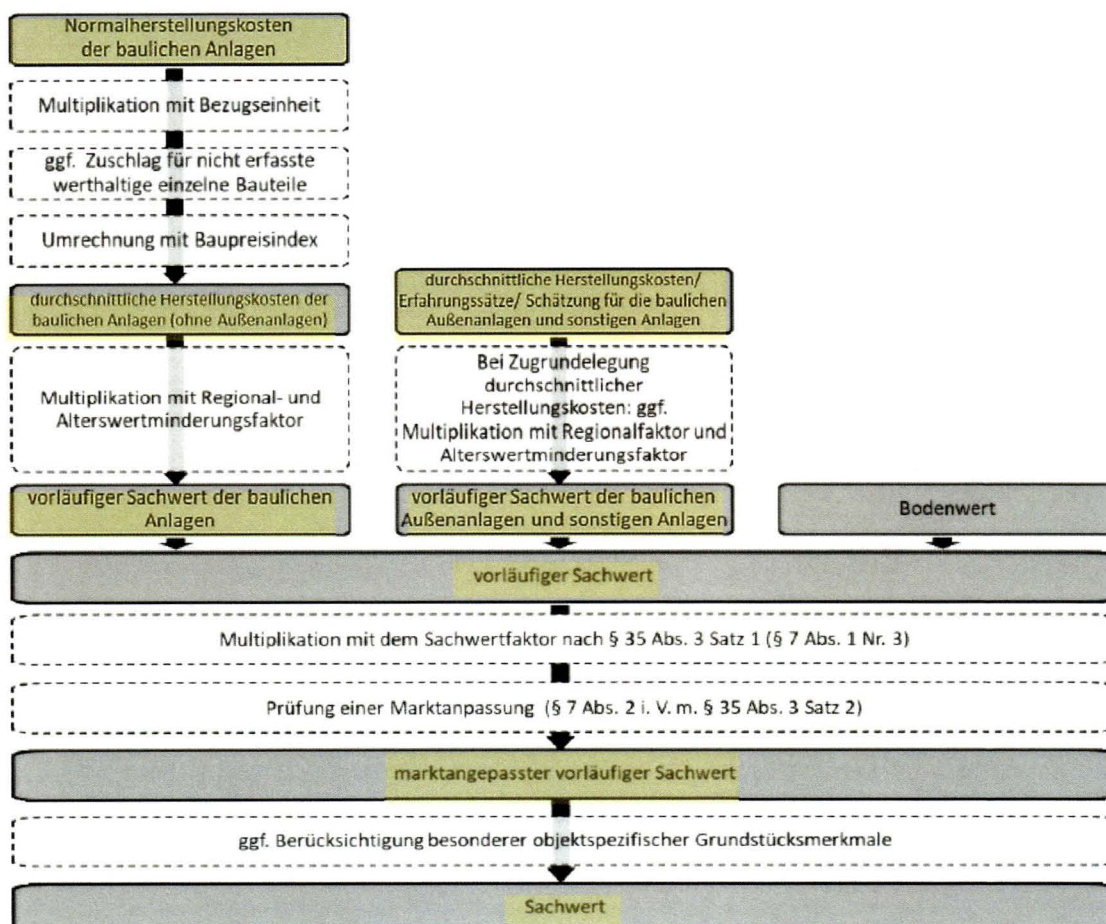 Normalherstellungskosten
der baulichen Anlagen
Multiplikation mit Bezugseinheit
ggf. Zuschlag für nicht erfasste
werthaltige einzelne Bauteile
Umrechnung mit Baupreisindex
durchschnittliche Herstellungskosten der
baulichen Anlagen (ohne Außenanlagen)
Multiplikation mit Regional- und
Alterswertminderungsfaktor
vorläufiger Sachwert der baulichen
Anlagen
durchschnittliche Herstellungskosten/
Erfahrungssätze/ Schätzung für die baulichen
Außenanlagen und sonstigen Anlagen
Bei Zugrundelegung
durchschnittlicher
Herstellungskosten: ggf.
Multiplikation mit Regionalfaktor und
Alterswertminderungsfaktor
vorläufiger Sachwert der baulichen
Außenanlagen und sonstigen Anlagen
Bodenwert
vorläufiger Sachwert
Multiplikation mit dem Sachwertfaktor nach § 35 Abs. 3 Satz 1 (§ 7 Abs. 1 Nr. 3)
Prüfung einer Marktanpassung (§ 7 Abs. 2 i. V. m. § 35 Abs. 3 Satz 2)
marktangepasster vorläufiger Sachwert
ggf. Berücksichtigung besonderer objektspezifischer Grundstücksmerkmale
Sachwert